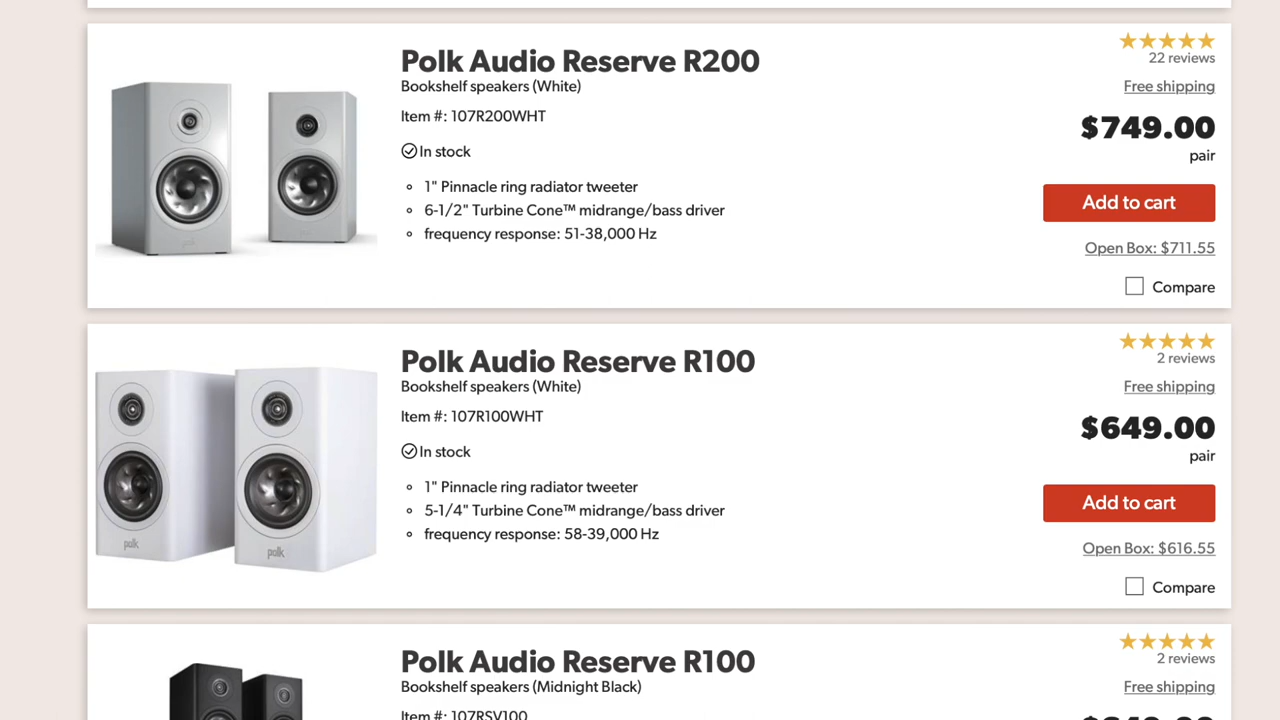 Polk Audio Reserve R200
Bookshelf speakers (White)
Item #: 107R200WHT
In stock
1" Pinnacle ring radiator tweeter
6-1/2" Turbine Cone™ midrange/bass driver
frequency response: 51-38,000 Hz
22 reviews
Free shipping
$749.00
pair
Add to cart
Open Box: $711.55
Compare
polk
polk
Polk Audio Reserve R100
Bookshelf speakers (White)
Item #: 107R100WHT
In stock
1" Pinnacle ring radiator tweeter
5-1/4" Turbine Cone™ midrange/bass driver
frequency response: 58-39,000 Hz
2 reviews
Free shipping
$649.00
pair
Add to cart
Open Box: $616.55
Compare
Polk Audio Reserve R100
Bookshelf speakers (Midnight Black)
Item #: 107RSV100
2 reviews
Free shipping